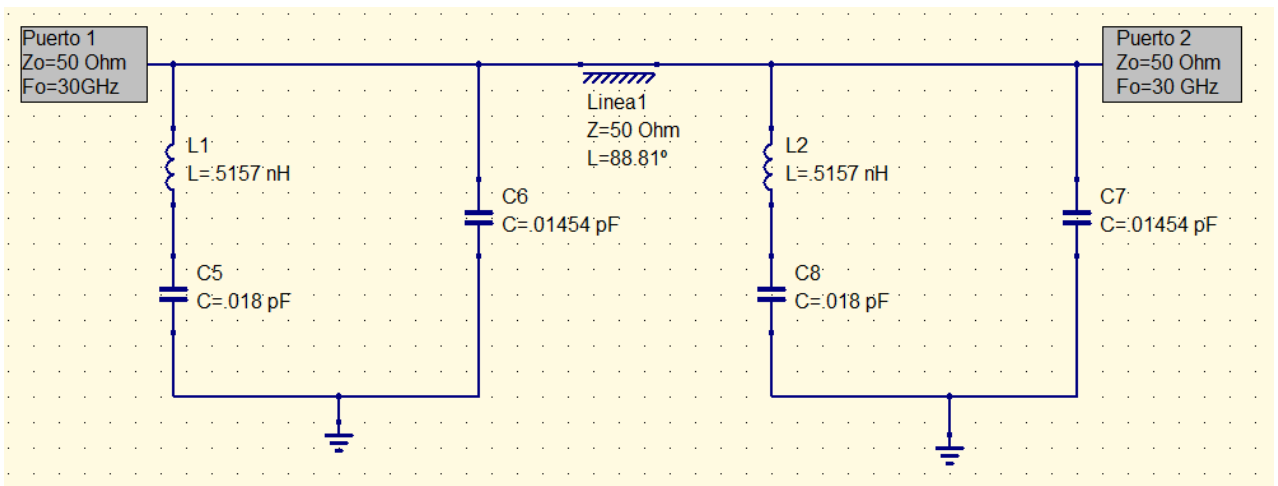 Puerto 1
Zo=50 Ohm
Fo=30GHz
Puerto 2
Zo=50 Ohm
Fo=30 GHz
Linea1
Z=50 Ohm
L=88.81º
L1
L=.5157 nH
L2
L=.5157 nH
C6
C=.01454 pF
C7
C=.01454 pF
C5
C=.018 pF
C8
C=.018 pF